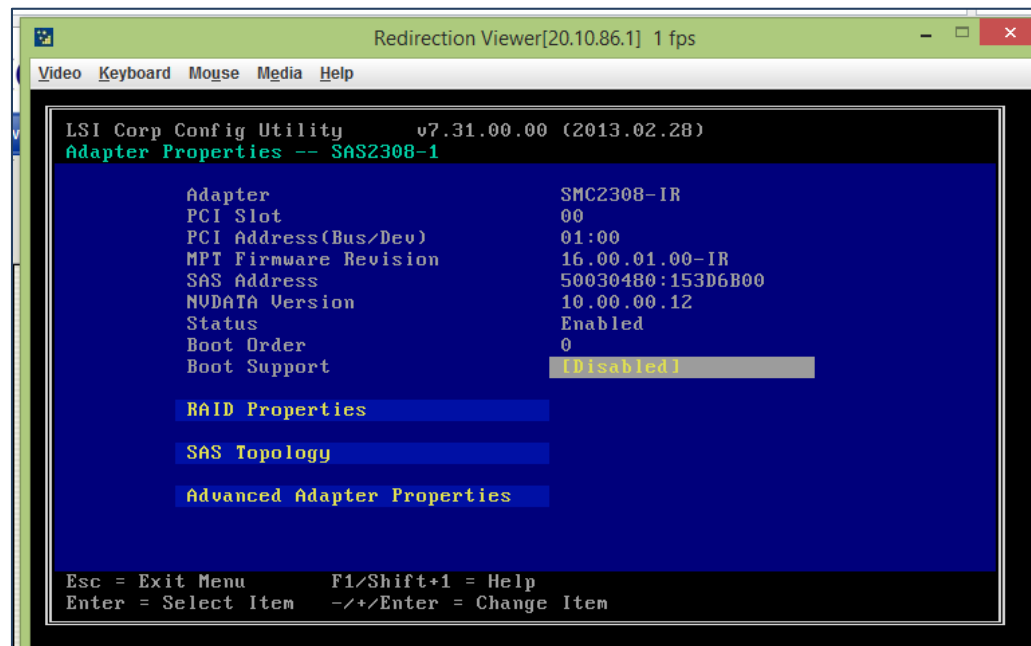 Redirection Viewer[20.10.86.1] 1 fps
Video Keyboard Mouse Media Help
LSI Corp Config Utility v7.31.00.00 (2013.02.28)
Adapter Properties -- SAS2308-1
Adapter SMC2308-IR
PCI Slot 00
PCI Address(Bus/Dev) 01:00
MPT Firmware Revision 16.00.01.00-IR
SAS Address 50030480:153D6B00
NVDATA Version 10.00.00.12
Status Enabled
Boot Order 0
Boot Support [Disabled]
RAID Properties
SAS Topology
Advanced Adapter Properties
Esc = Exit Menu F1/Shift+1 = Help
Enter = Select Item -/+/Enter = Change Item